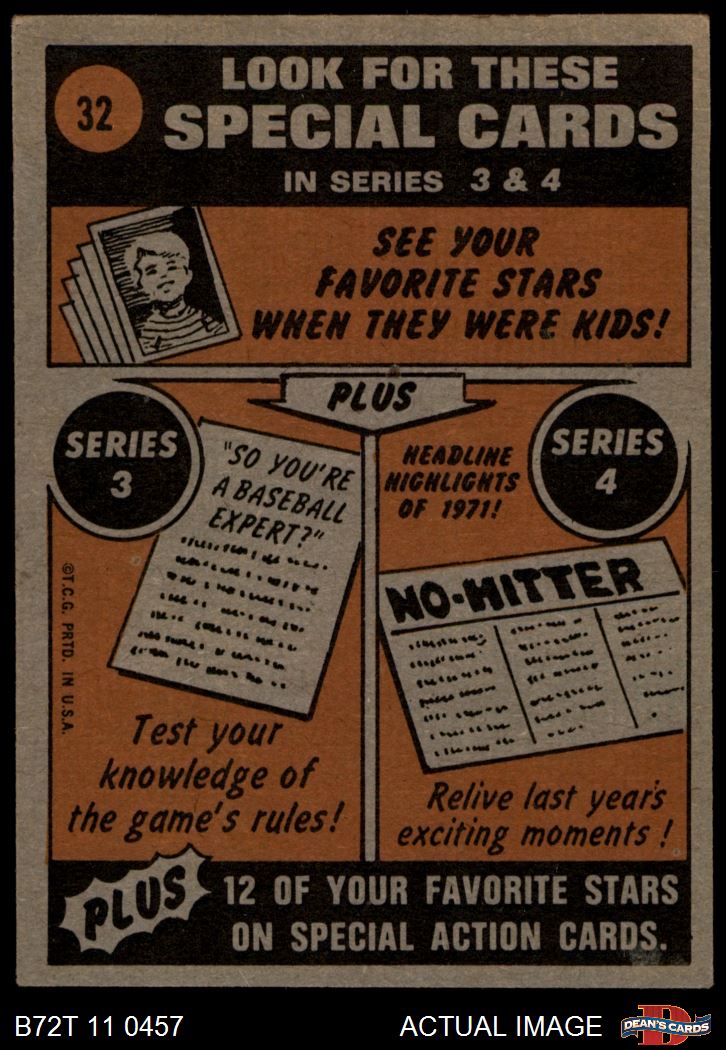 32
LOOK FOR THESE
SPECIAL CARDS
IN SERIES 3 & 4
SEE YOUR
FAVORITE STARS
WHEN THEY WERE KIDS!
PLUS
SERIES
3
"SO YOU'RE
A BASEBALL
EXPERT?"
Test your
knowledge of
the game's rules!
HEADLINE
HIGHLIGHTS
OF 1971!
SERIES
4
NO-HITTER
Relive last year's
exciting moments!
©T.C.G. PRTD. IN U.S.A.
PLUS
12 OF YOUR FAVORITE STARS
ON SPECIAL ACTION CARDS.
B72T 11 0457
ACTUAL IMAGE
D
DEAN'S CARDS